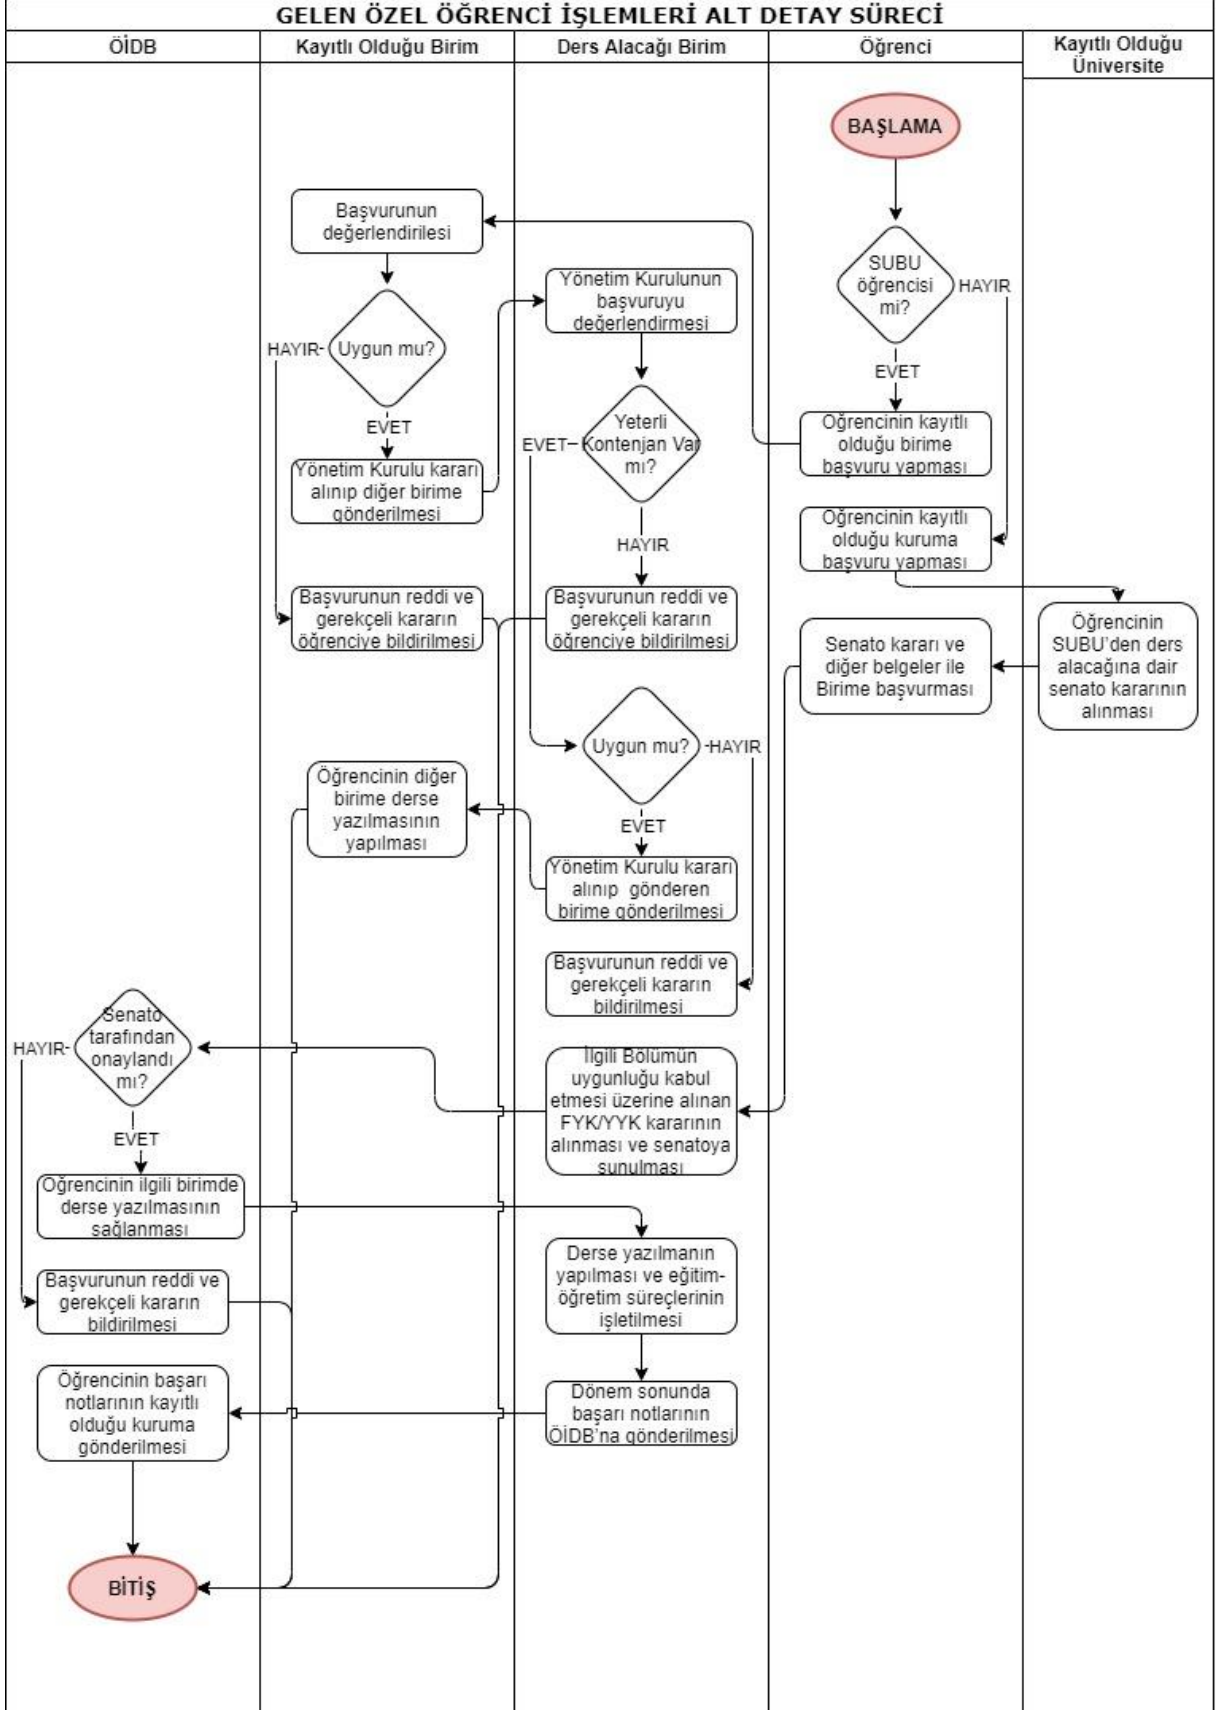 GELEN ÖZEL ÖĞRENCİ İŞLEMLERİ ALT DETAY SÜRECİ
ÖİDB
Kayıtlı Olduğu Birim
Ders Alacağı Birim
Öğrenci
Kayıtlı Olduğu
Üniversite
BAŞLAMA
SUBU
öğrencisi
mi?
HAYIR
EVET
Başvurunun
değerlendirilesi
Uygun mu?
HAYIR
EVET
Yönetim Kurulu kararı
alınıp diğer birime
gönderilmesi
Başvurunun reddi ve
gerekçeli kararın
öğrenciye bildirilmesi
Yönetim Kurulunun
başvuruyu
değerlendirmesi
Yeterli
Kontenjan Var
mı?
EVET
HAYIR
Başvurunun reddi ve
gerekçeli kararın
öğrenciye bildirilmesi
Öğrencinin kayıtlı
olduğu birime
başvuru yapması
Öğrencinin kayıtlı
olduğu kuruma
başvuru yapması
Öğrencinin
SUBU'den ders
alacağına dair
senato kararının
alınması
Senato kararı ve
diğer belgeler ile
Birime başvurması
Uygun mu?
HAYIR
EVET
Öğrencinin diğer
birime derse
yazılmasının
yapılması
Yönetim Kurulu kararı
alınıp gönderen
birime gönderilmesi
Başvurunun reddi ve
gerekçeli kararın
bildirilmesi
İlgili Bölümün
uygunluğu kabul
etmesi üzerine alınan
FYK/YYK kararının
alınması ve senatoya
sunulması
Senato
tarafından
onaylandı
mı?
HAYIR
EVET
Öğrencinin ilgili birimde
derse yazılmasının
sağlanması
Başvurunun reddi ve
gerekçeli kararın
bildirilmesi
Derse yazılmanın
yapılması ve eğitim-
öğretim süreçlerinin
işletilmesi
Dönem sonunda
başarı notlarının
ÖİDB'na gönderilmesi
Öğrencinin başarı
notlarının kayıtlı
olduğu kuruma
gönderilmesi
BİTİŞ